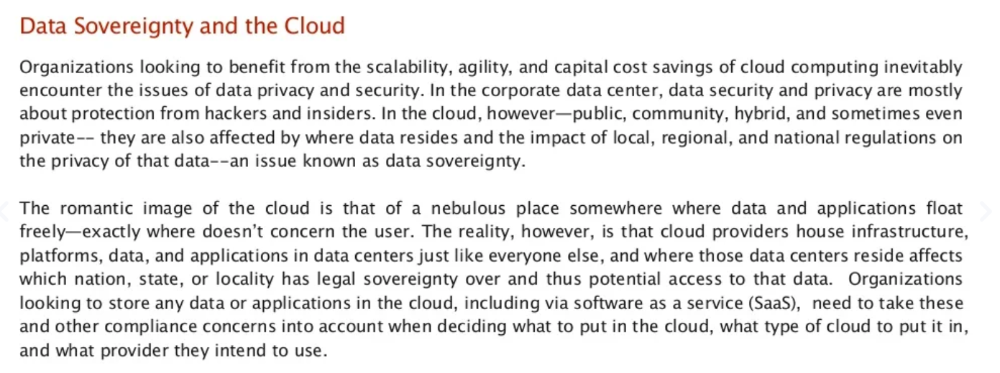 Data Sovereignty and the Cloud
Organizations looking to benefit from the scalability, agility, and capital cost savings of cloud computing inevitably
encounter the issues of data privacy and security. In the corporate data center, data security and privacy are mostly
about protection from hackers and insiders. In the cloud, however—public, community, hybrid, and sometimes even
private-- they are also affected by where data resides and the impact of local, regional, and national regulations on
the privacy of that data--an issue known as data sovereignty.
The romantic image of the cloud is that of a nebulous place somewhere where data and applications float
freely—exactly where doesn’t concern the user. The reality, however, is that cloud providers house infrastructure,
platforms, data, and applications in data centers just like everyone else, and where those data centers reside affects
which nation, state, or locality has legal sovereignty over and thus potential access to that data.  Organizations
looking to store any data or applications in the cloud, including via software as a service (SaaS),  need to take these
and other compliance concerns into account when deciding what to put in the cloud, what type of cloud to put it in,
and what provider they intend to use.